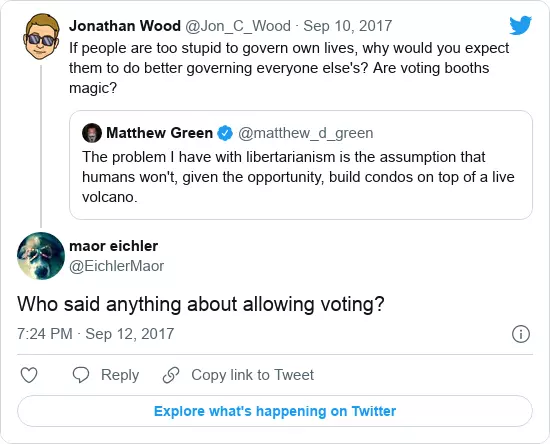 Jonathan Wood @Jon_C_Wood · Sep 10, 2017
If people are too stupid to govern own lives, why would you expect
them to do better governing everyone else's? Are voting booths
magic?
Matthew Green @matthew_d_green
The problem I have with libertarianism is the assumption that
humans won't, given the opportunity, build condos on top of a live
volcano.
maor eichler
@EichlerMaor
Who said anything about allowing voting?
7:24 PM · Sep 12, 2017
Reply Copy link to Tweet
Explore what's happening on Twitter